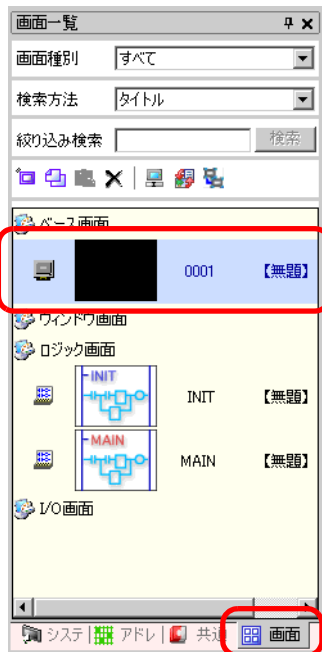 画面一覧
画面種別 すべて
検索方法 タイトル
絞り込み検索 検索
ベース画面
0001 【無題】
ウィンドウ画面
ロジック画面
INIT INIT 【無題】
MAIN MAIN 【無題】
I/O画面
システ アドレ 共通 画面